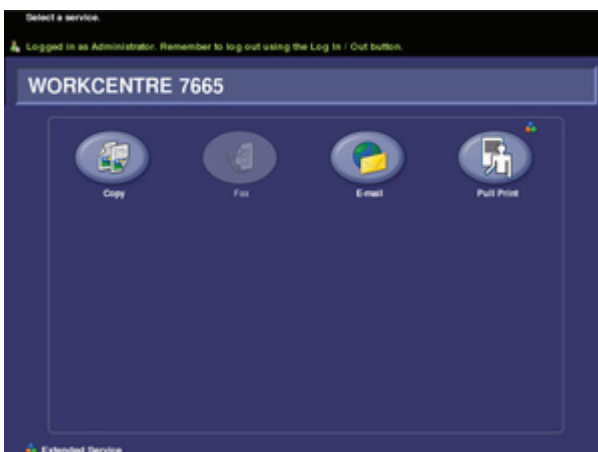 Select a service.
Logged in as Administrator. Remember to log out using the Log In / Out button.
WORKCENTRE 7665
Copy
Fax
E-mail
Pull Print
Extended Service